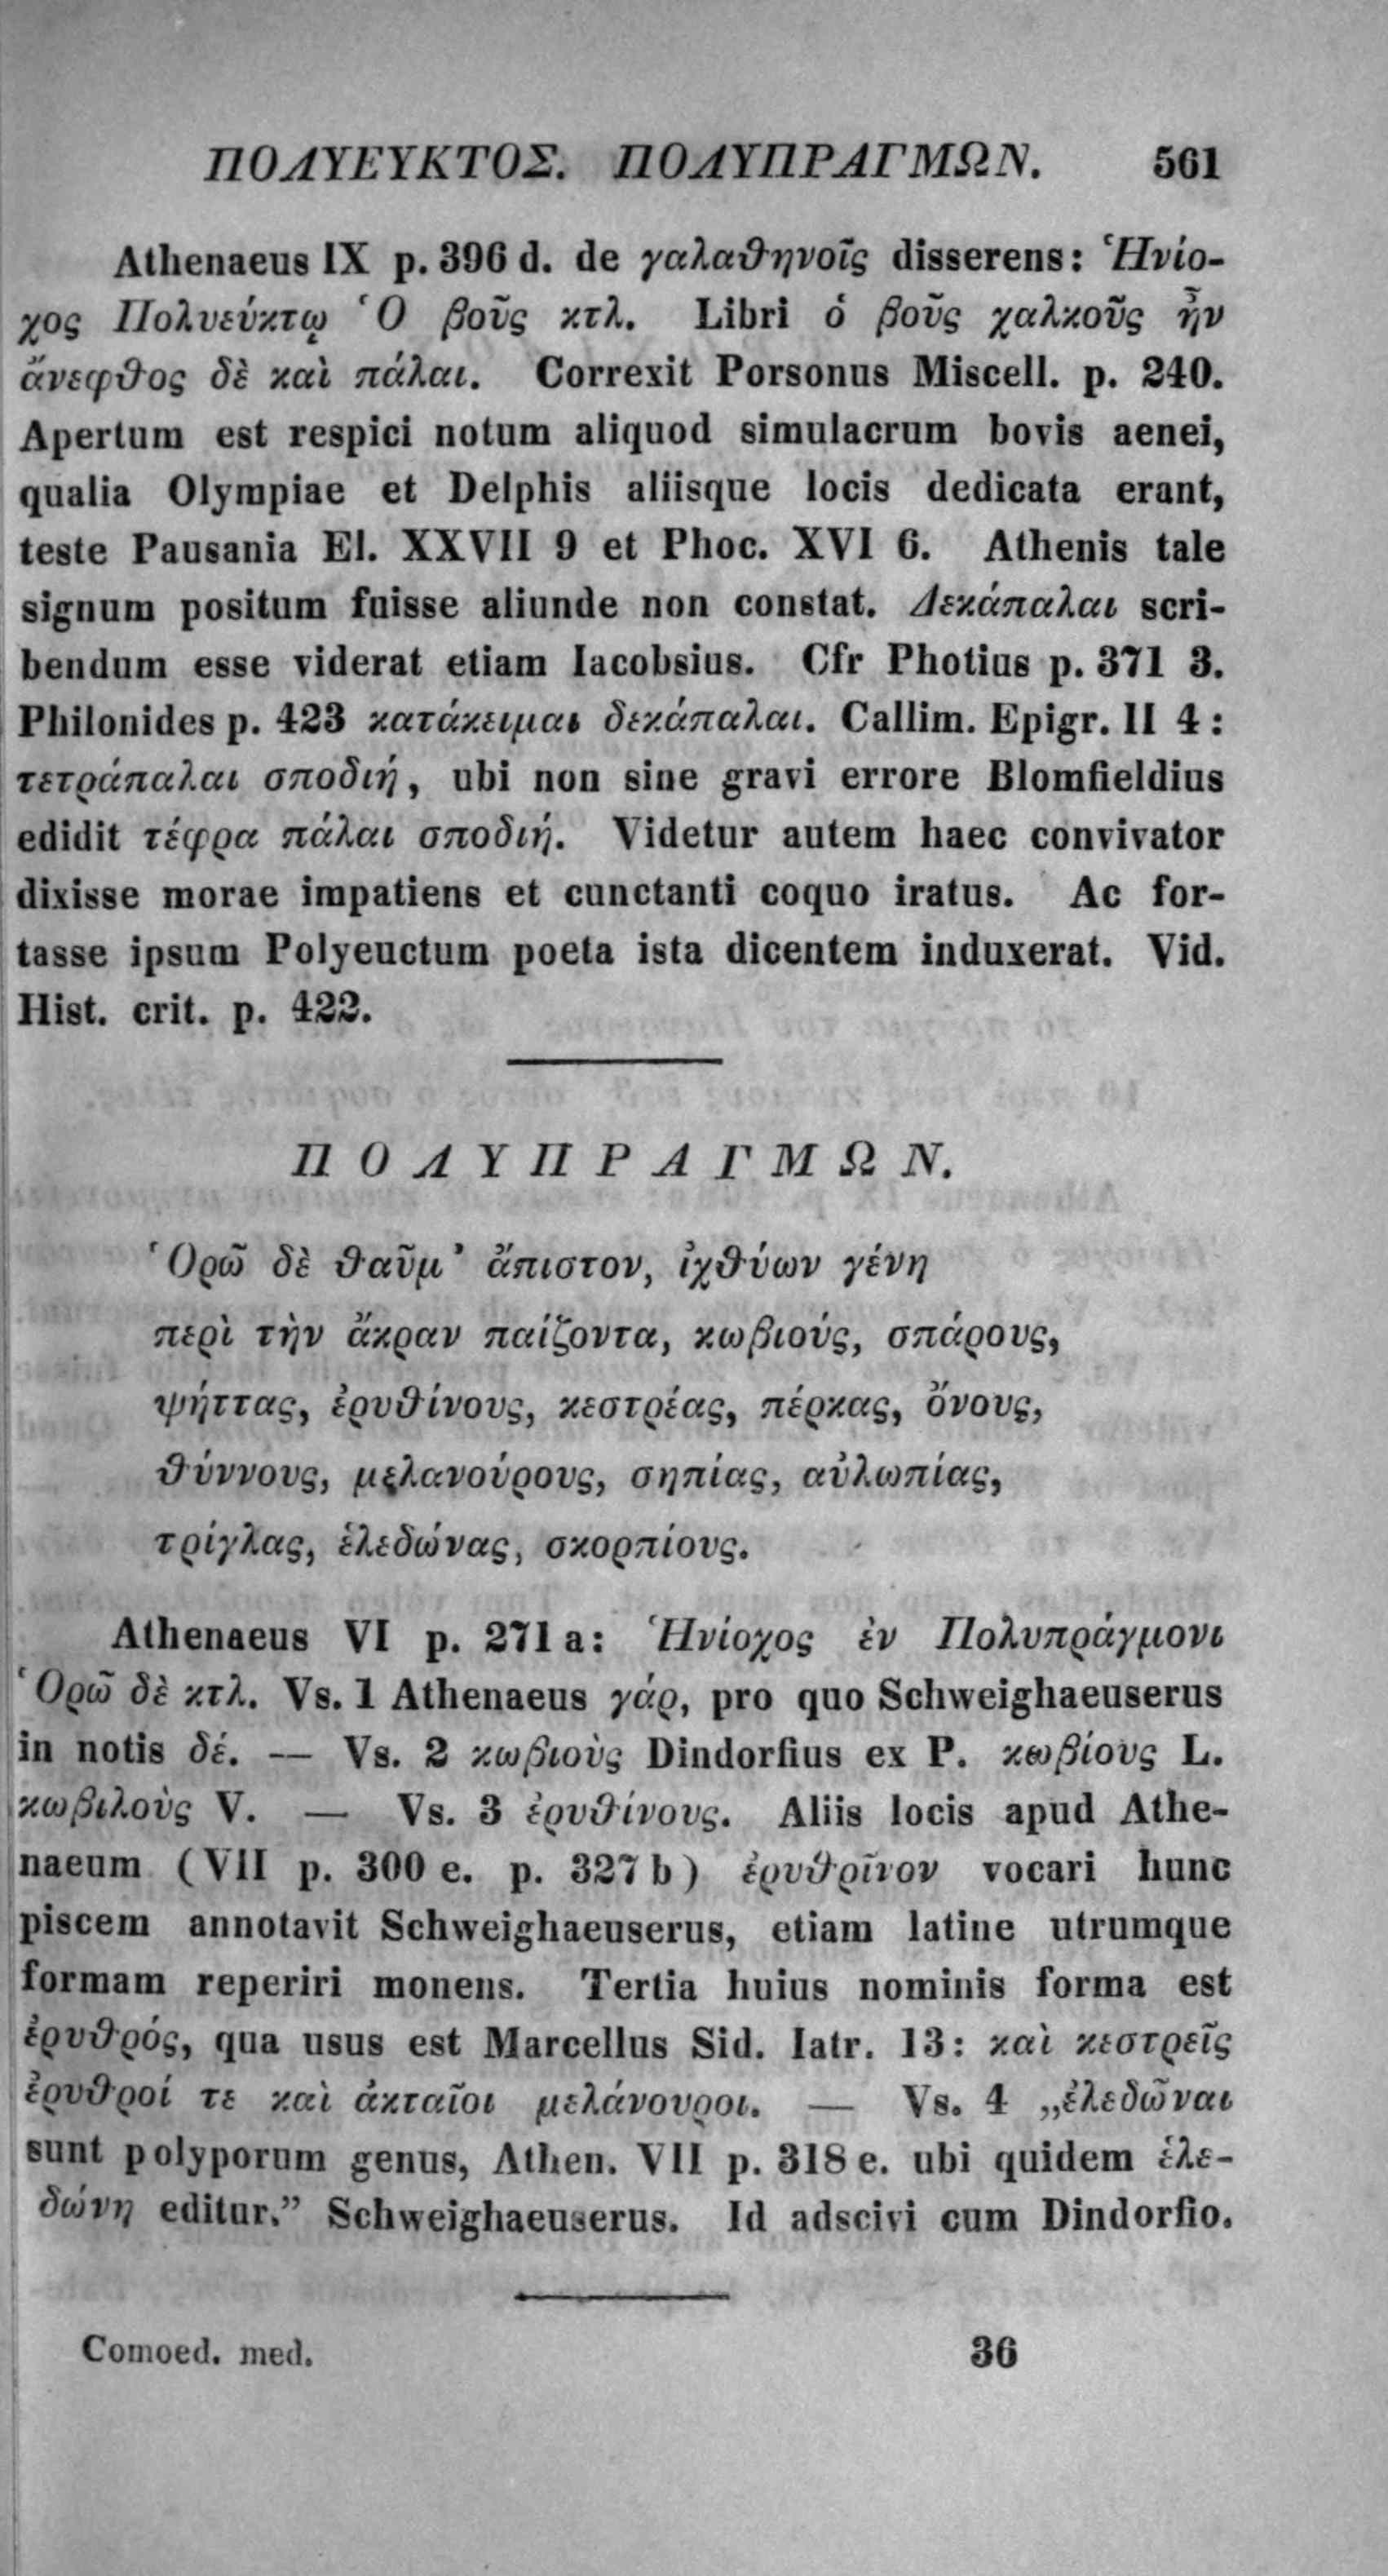 ΠΟΛΥΕΥΚΤΟΣ. ΠΟΛΥΠΡΑΓΜΩΝ. 561
Athenaeus IX p. 396 d. de γαλαθηνοῖς disserens: Ἡνίο-
χος Πολυεύκτῳ Ὁ βοῦς κτλ. Libri ὁ βοῦς χαλκοῦς ἦν
ἄνεφθος δὲ καὶ πάλαι. Correxit Porsonus Miscell. p. 240.
Apertum est respici notum aliquod simulacrum bovis aenei,
qualia Olympiae et Delphis aliisque locis dedicata erant,
teste Pausania El. XXVII 9 et Phoc. XVI 6. Athenis tale
signum positum fuisse aliunde non constat. Δεκάπαλαι scri-
bendum esse viderat etiam Iacobsius. Cfr Photius p. 371 3.
Philonides p. 423 κατάκειμαι δεκάπαλαι. Callim. Epigr. II 4:
τετράπαλαι σποδιή, ubi non sine gravi errore Blomfieldius
edidit τέφρα πάλαι σποδιή. Videtur autem haec convivator
dixisse morae impatiens et cunctanti coquo iratus. Ac for-
tasse ipsum Polyeuctum poeta ista dicentem induxerat. Vid.
Hist. crit. p. 422.
ΠΟΛΥΠΡΑΓΜΩΝ.
Ὁρῶ δὲ θαῦμ᾽ ἄπιστον, ἰχθύων γένη
περὶ τὴν ἄκραν παίζοντα, κωβιούς, σπάρους,
ψήττας, ἐρυθίνους, κεστρέας, πέρκας, ὄνους,
θύννους, μελανούρους, σηπίας, αὐλωπίας,
τρίγλας, ἑλεδώνας, σκορπίους.
Athenaeus VI p. 271 a: Ἡνίοχος ἐν Πολυπράγμονι
Ὁρῶ δὲ κτλ. Vs. 1 Athenaeus γάρ, pro quo Schweighaeuserus
in notis δέ. — Vs. 2 κωβιοὺς Dindorfius ex P. κωβίους L.
κωβιλοὺς V. — Vs. 3 ἐρυθίνους. Aliis locis apud Athe-
naeum (VII p. 300 e. p. 327 b) ἐρυθρῖνον vocari hunc
piscem annotavit Schweighaeuserus, etiam latine utrumque
formam reperiri monens. Tertia huius nominis forma est
ἐρυθρός, qua usus est Marcellus Sid. Iatr. 13: καὶ κεστρεῖς
ἐρυθροί τε καὶ ἀκταῖοι μελάνουροι. — Vs. 4 „ἐλεδῶναι
sunt polyporum genus, Athen. VII p. 318 e. ubi quidem ἑλε-
δώνη editur.” Schweighaeuserus. Id adscivi cum Dindorfio.
Comoed. med. 36